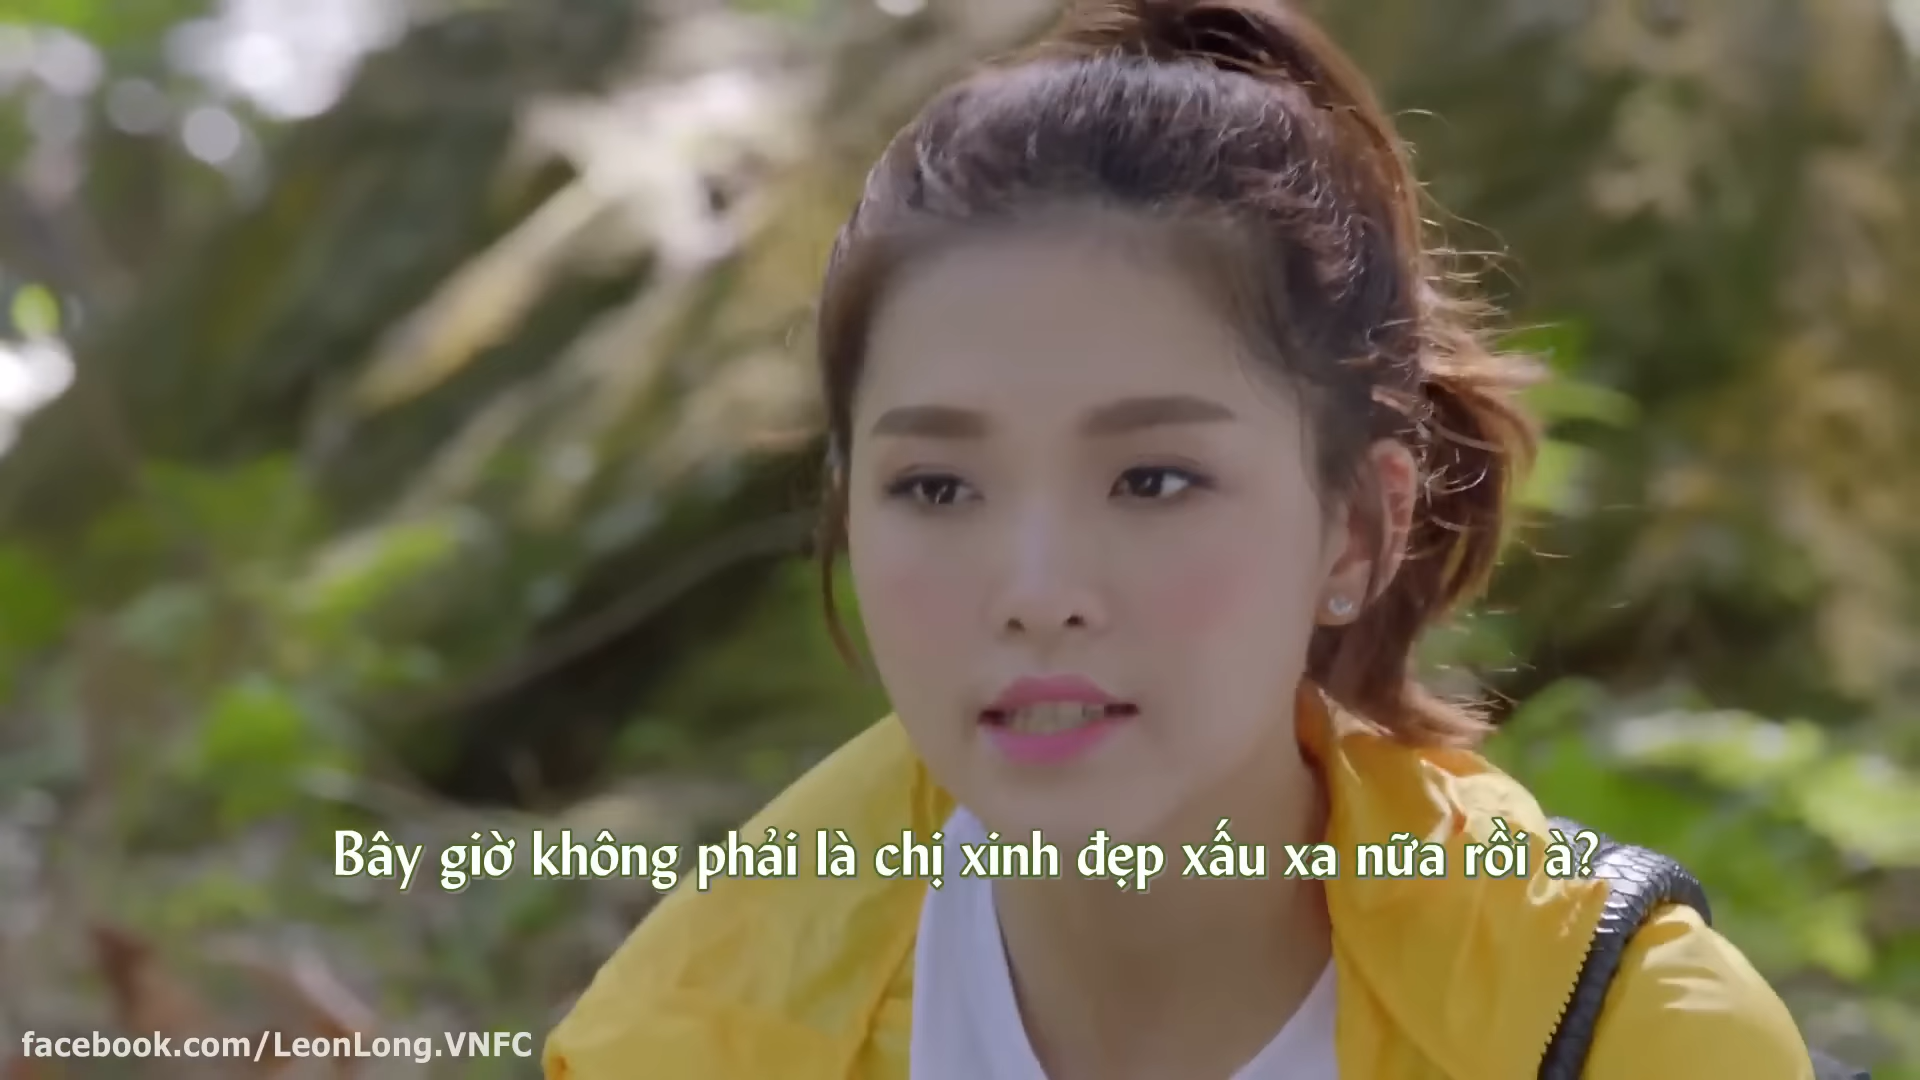 Bây giờ không phải là chị xinh đẹp xấu xa nữa rồi à?
facebook.com/LeonLong.VNFC